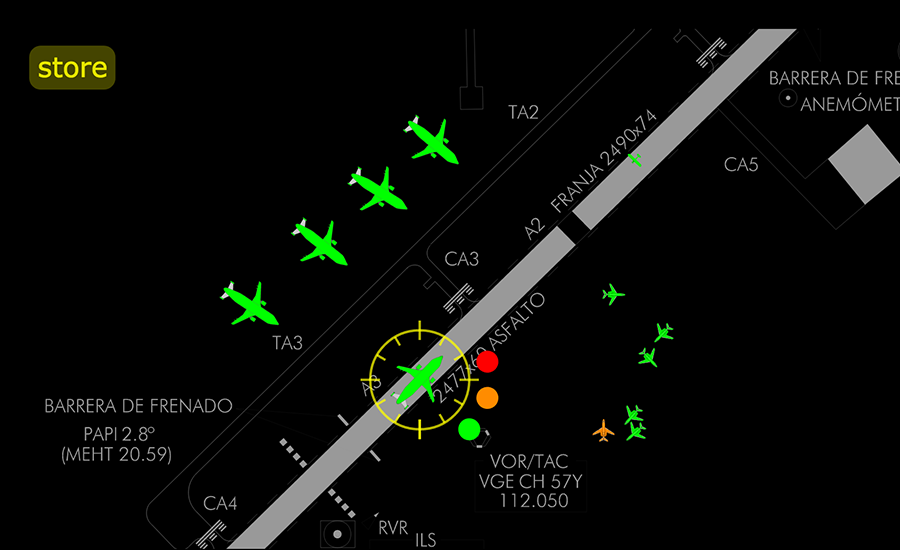 store
BARRERA DE FRE
ANEMÓMET
TA2
FRANJA 2490x74
CA5
A2
CA3
2477x60 ASFALTO
TA3
A3
BARRERA DE FRENADO
PAPI 2.8º
(MEHT 20.59)
VOR/TAC
VGE CH 57Y
112.050
CA4
RVR
ILS